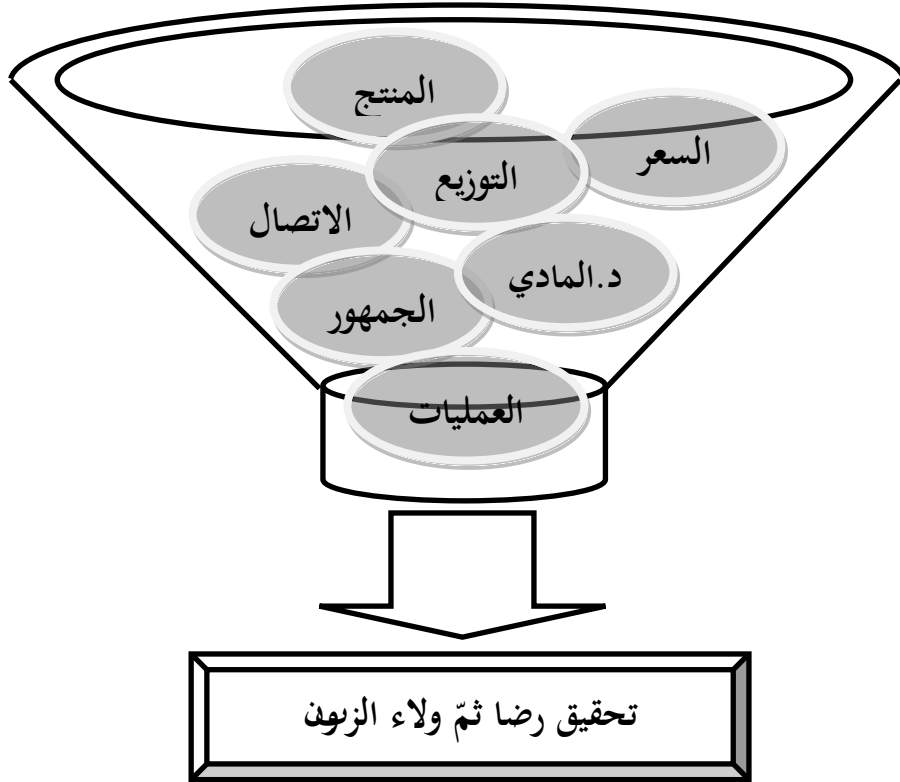 المنتج
السعر
التوزيع
الاتصال
د.المادي
الجمهور
العمليات
تحقيق رضا ثمّ ولاء الزبون